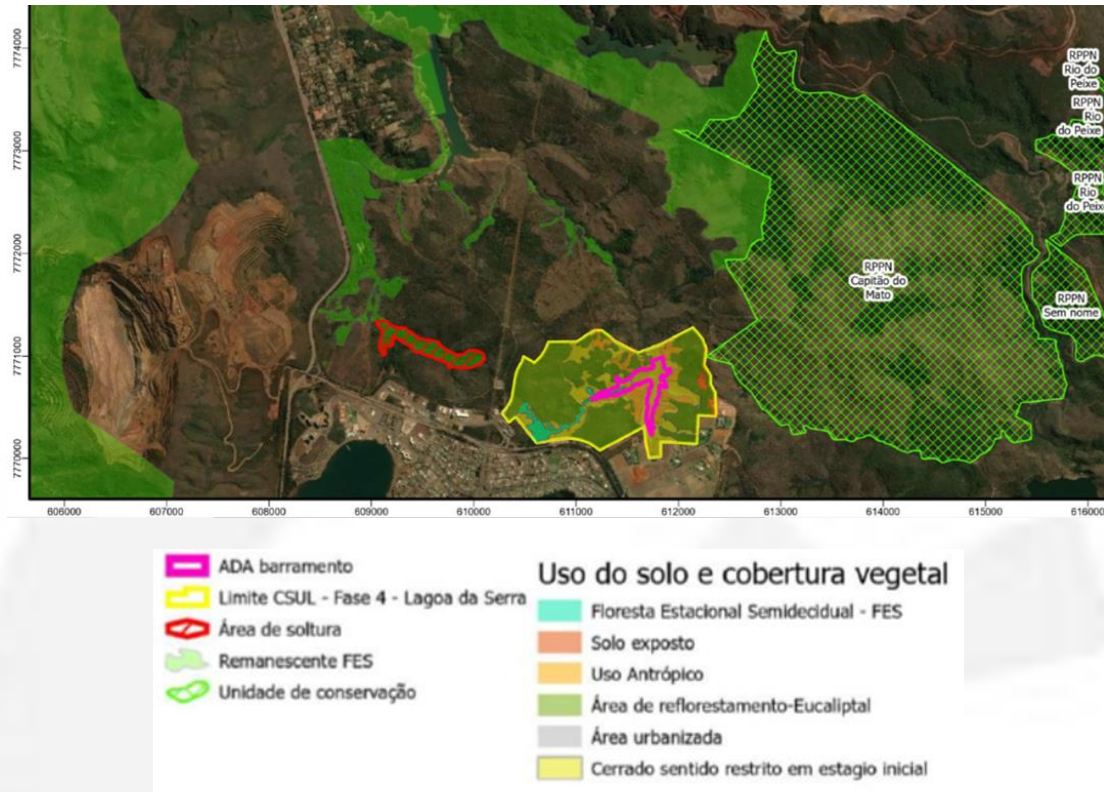 7774000
7773000
7772000
7771000
7770000
RPPN
Rio do
Peixe
RPPN
Rio
do Peixe
RPPN
Rio
do Peix
RPPN
Capitão do
Mato
RPPN
Sem nome
606000 607000 608000 609000 610000 611000 612000 613000 614000 615000 61600
ADA barramento
Limite CSUL - Fase 4 - Lagoa da Serra
Área de soltura
Remanescente FES
Unidade de conservação
Uso do solo e cobertura vegetal
Floresta Estacional Semidecidual - FES
Solo exposto
Uso Antrópico
Área de reflorestamento-Eucaliptal
Área urbanizada
Cerrado sentido restrito em estagio inicial